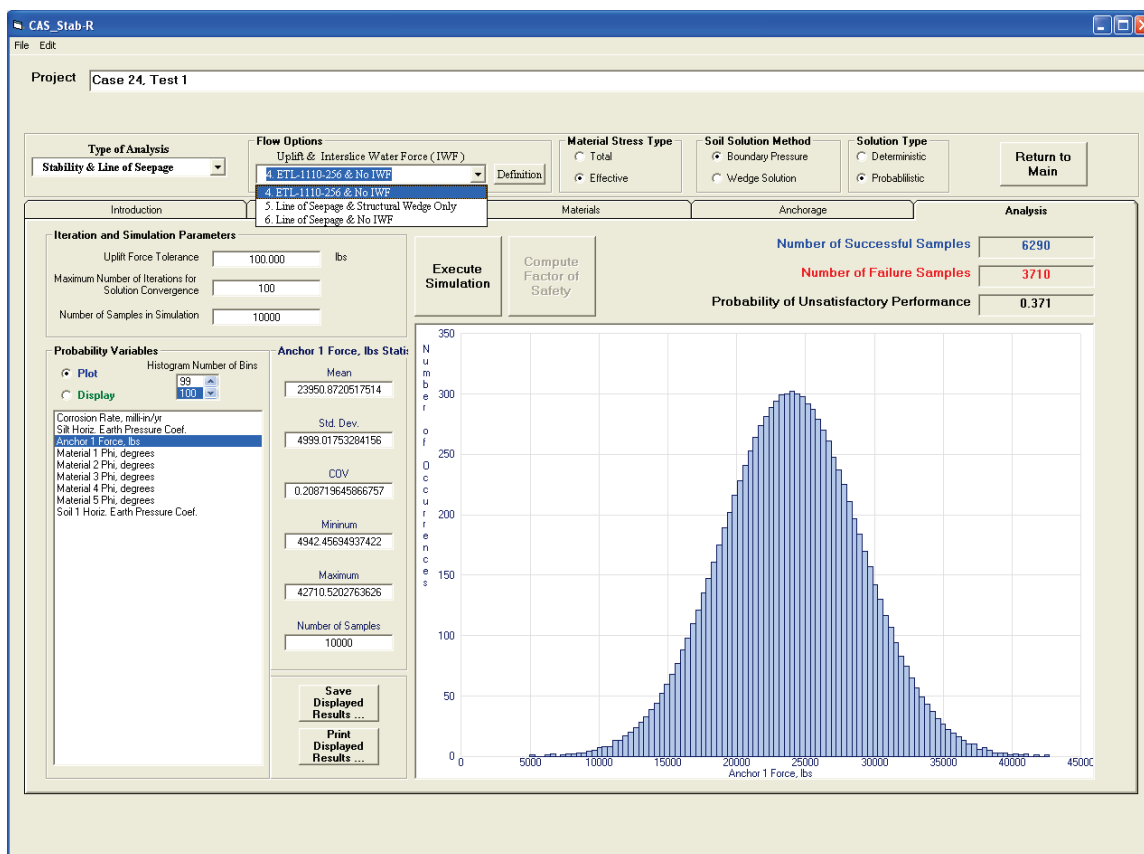 CAS_Stab-R
File Edit
Project Case 24, Test 1
Type of Analysis
Stability & Line of Seepage
Flow Options
Uplift & Interslice Water Force ( IWF )
4. ETL-1110-256 & No IWF
Definition
4. ETL-1110-256 & No IWF
5. Line of Seepage & Structural Wedge Only
6. Line of Seepage & No IWF
Material Stress Type
Total
Effective
Soil Solution Method
Boundary Pressure
Wedge Solution
Solution Type
Deterministic
Probablilistic
Return to
Main
Introduction
Materials
Anchorage
Analysis
Iteration and Simulation Parameters
Uplift Force Tolerance 100.000 lbs
Maximum Number of Iterations for
Solution Convergence 100
Number of Samples in Simulation 10000
Execute
Simulation
Compute
Factor of
Safety
Number of Successful Samples 6290
Number of Failure Samples 3710
Probability of Unsatisfactory Performance 0.371
Probability Variables
Plot
Display
Histogram Number of Bins
99
100
Corrosion Rate, milli-in/yr
Silt Horiz. Earth Pressure Coef.
Anchor 1 Force, lbs
Material 1 Phi, degrees
Material 2 Phi, degrees
Material 3 Phi, degrees
Material 4 Phi, degrees
Material 5 Phi, degrees
Soil 1 Horiz. Earth Pressure Coef.
Anchor 1 Force, lbs Statis
Mean
23950.8720517514
Std. Dev.
4999.01753284156
COV
0.208719645866757
Mininum
4942.45694937422
Maximum
42710.5202763626
Number of Samples
10000
Save
Displayed
Results ...
Print
Displayed
Results ...
Number of Occurrences
350
300
250
200
150
100
50
0
0 5000 10000 15000 20000 25000 30000 35000 40000 45000
Anchor 1 Force, lbs